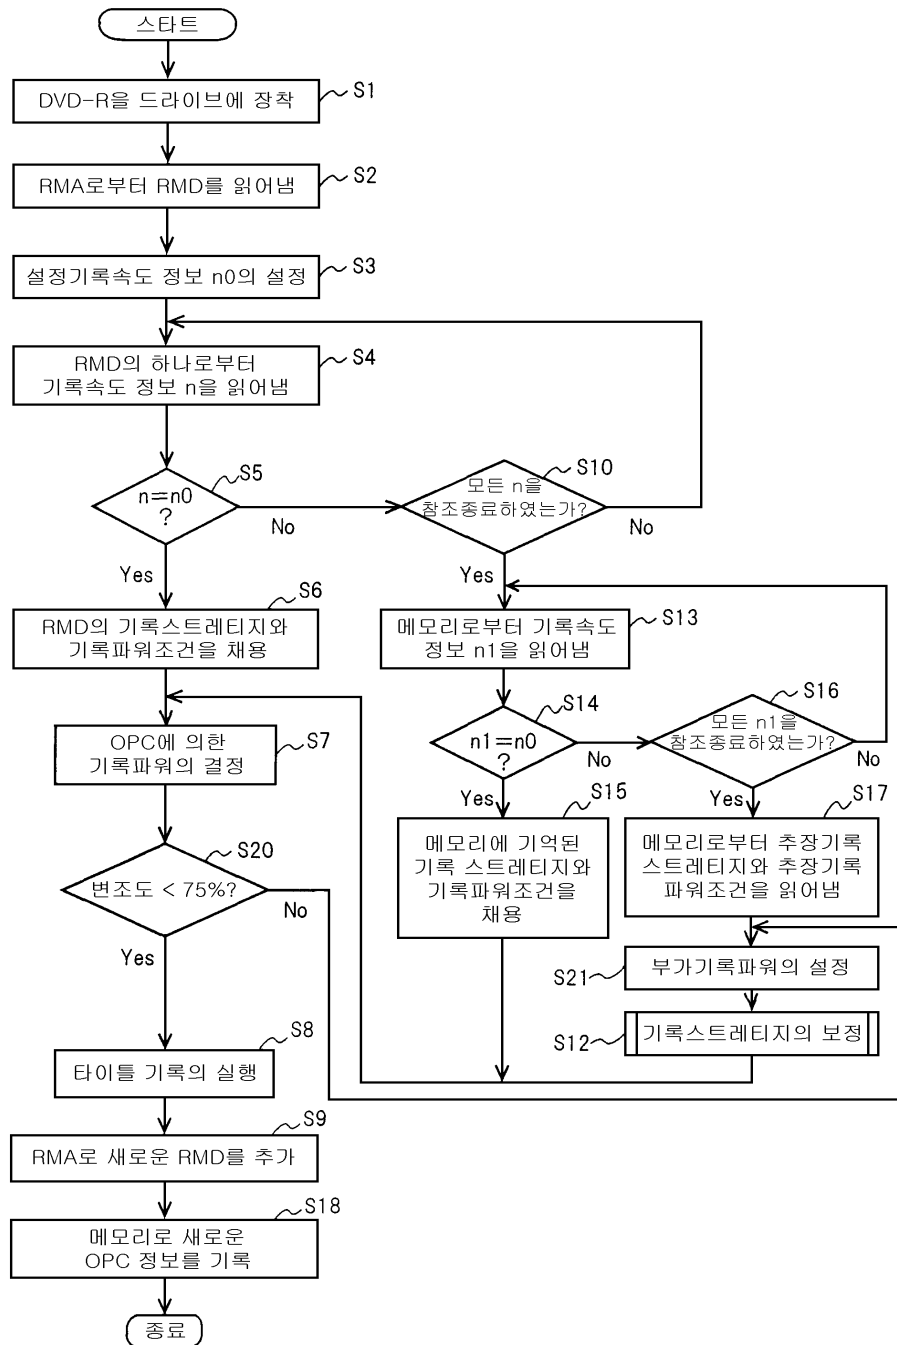 스타트
DVD-R을 드라이브에 장착
S1
RMA로부터 RMD를 읽어냄
S2
설정기록속도 정보 n0의 설정
S3
RMD의 하나로부터
기록속도 정보 n을 읽어냄
S4
n=n0
?
S5
No
Yes
모든 n을
참조종료하였는가?
S10
No
Yes
RMD의 기록스트레티지와
기록파워조건을 채용
S6
메모리로부터 기록속도
정보 n1을 읽어냄
S13
OPC에 의한
기록파워의 결정
S7
n1=n0
?
S14
No
Yes
모든 n1을
참조종료하였는가?
S16
No
Yes
메모리에 기억된
기록 스트레티지와
기록파워조건을
채용
S15
메모리로부터 추장기록
스트레티지와 추장기록
파워조건을 읽어냄
S17
변조도 < 75%?
S20
No
Yes
부가기록파워의 설정
S21
기록스트레티지의 보정
S12
타이틀 기록의 실행
S8
RMA로 새로운 RMD를 추가
S9
메모리로 새로운
OPC 정보를 기록
S18
종료